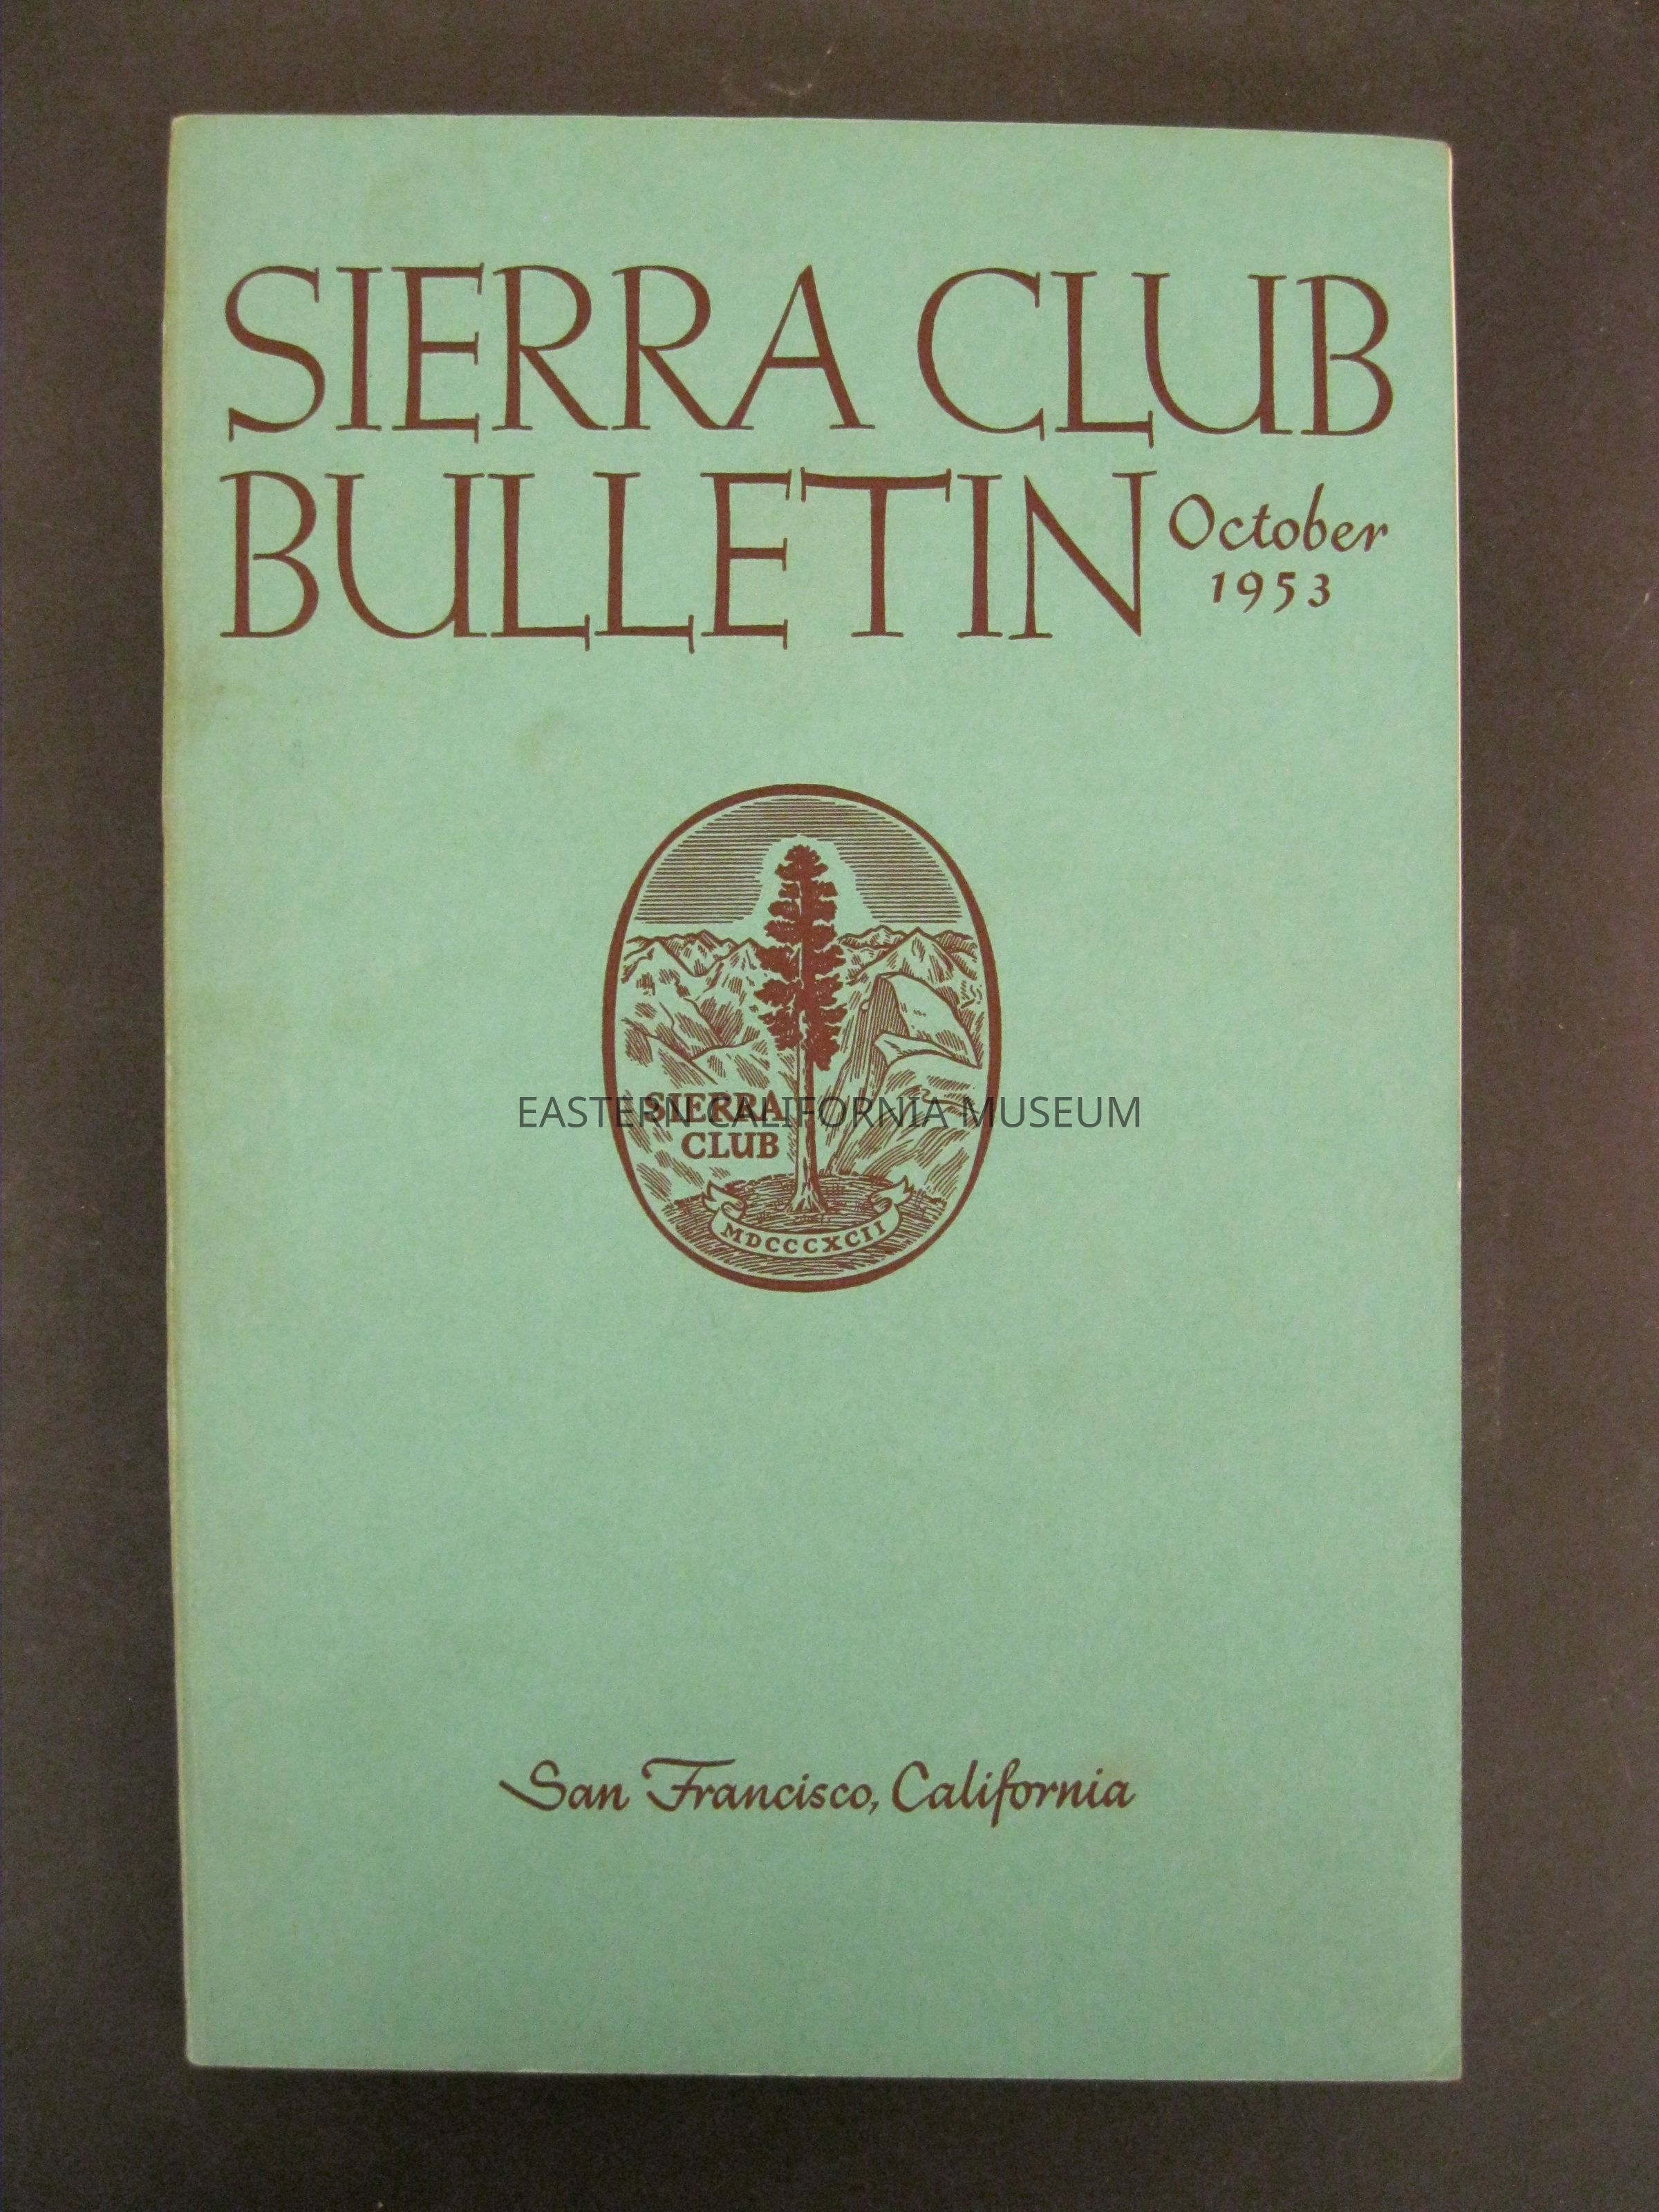 SIERRA CLUB
BULLETIN October
1953
EASTERN CALIFORNIA MUSEUM
SIERRA
CLUB
MDCCCXCII
San Francisco, California